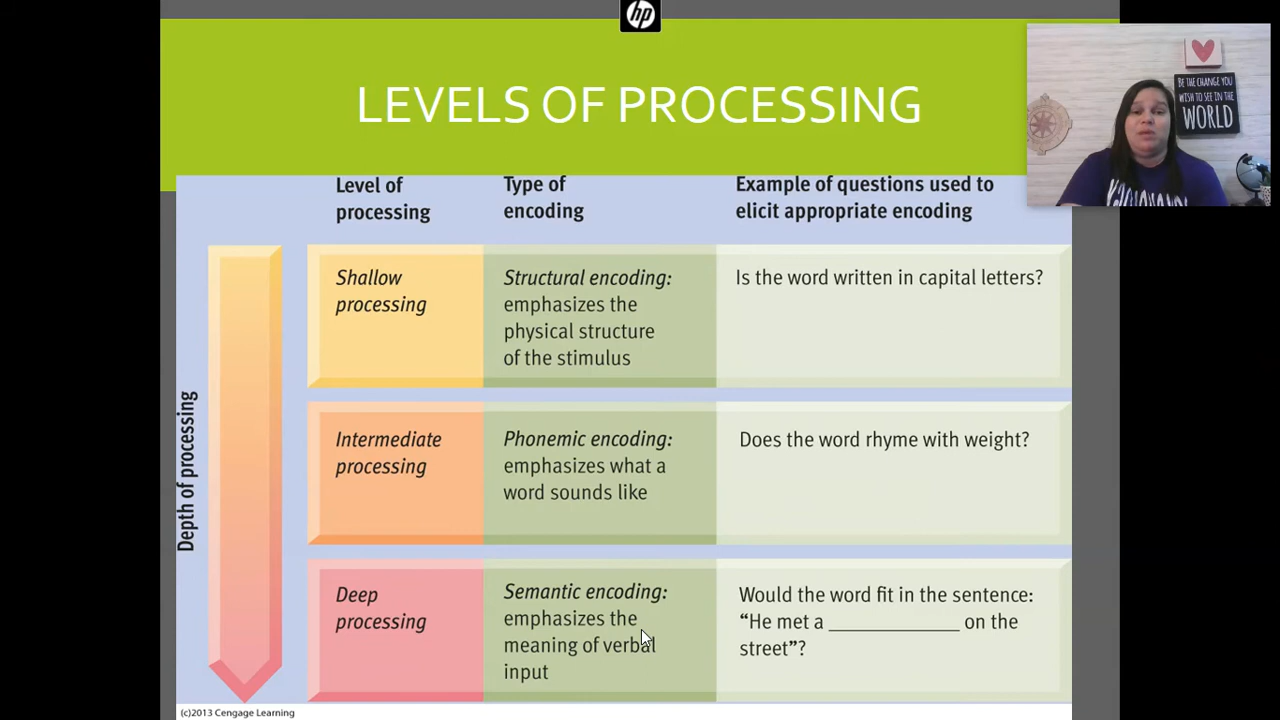 hp
LEVELS OF PROCESSING
BE THE CHANGE YOU
WISH TO SEE IN THE
WORLD
Level of
processing
Type of
encoding
Example of questions used to
elicit appropriate encoding
Depth of processing
Shallow
processing
Structural encoding:
emphasizes the
physical structure
of the stimulus
Is the word written in capital letters?
Intermediate
processing
Phonemic encoding:
emphasizes what a
word sounds like
Does the word rhyme with weight?
Deep
processing
Semantic encoding:
emphasizes the
meaning of verbal
input
Would the word fit in the sentence:
“He met a _____________ on the
street”?
(c)2013 Cengage Learning